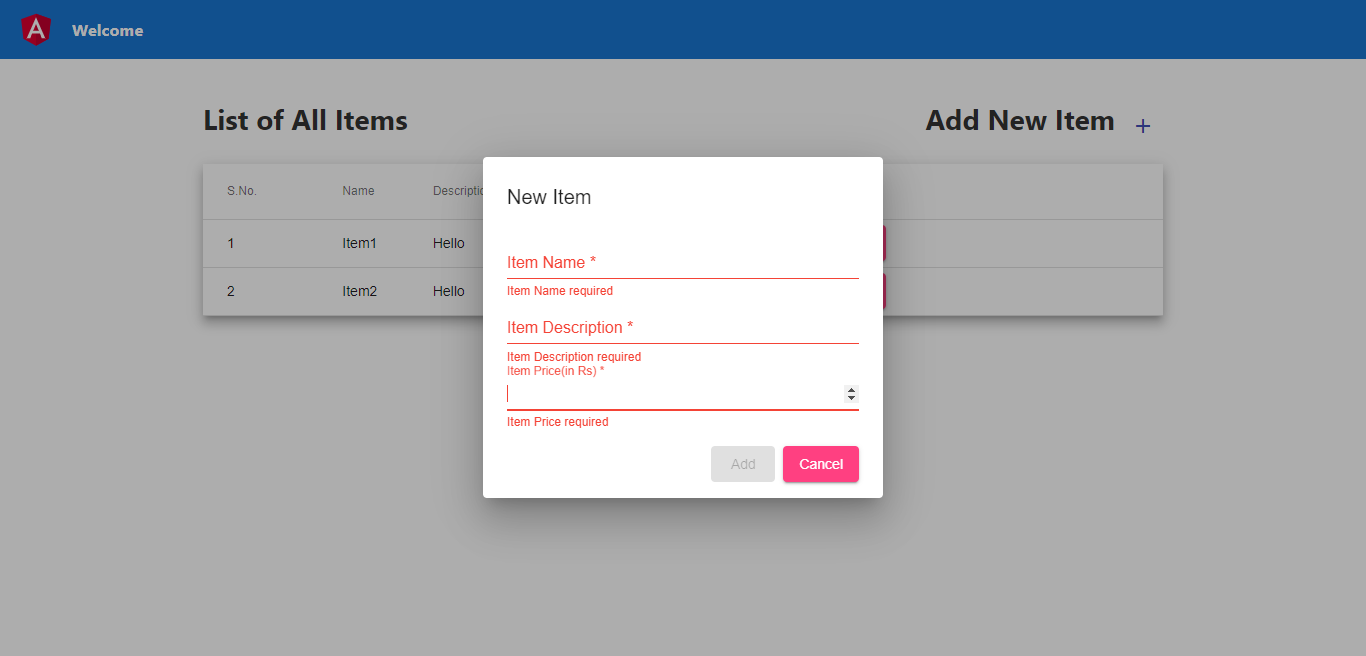 Welcome
List of All Items
Add New Item +
S.No. Name
1 Item1 Hello
2 Item2 Hello
New Item
Item Name *
Item Name required
Item Description *
Item Description required
Item Price(in Rs) *
Item Price required
Add Cancel